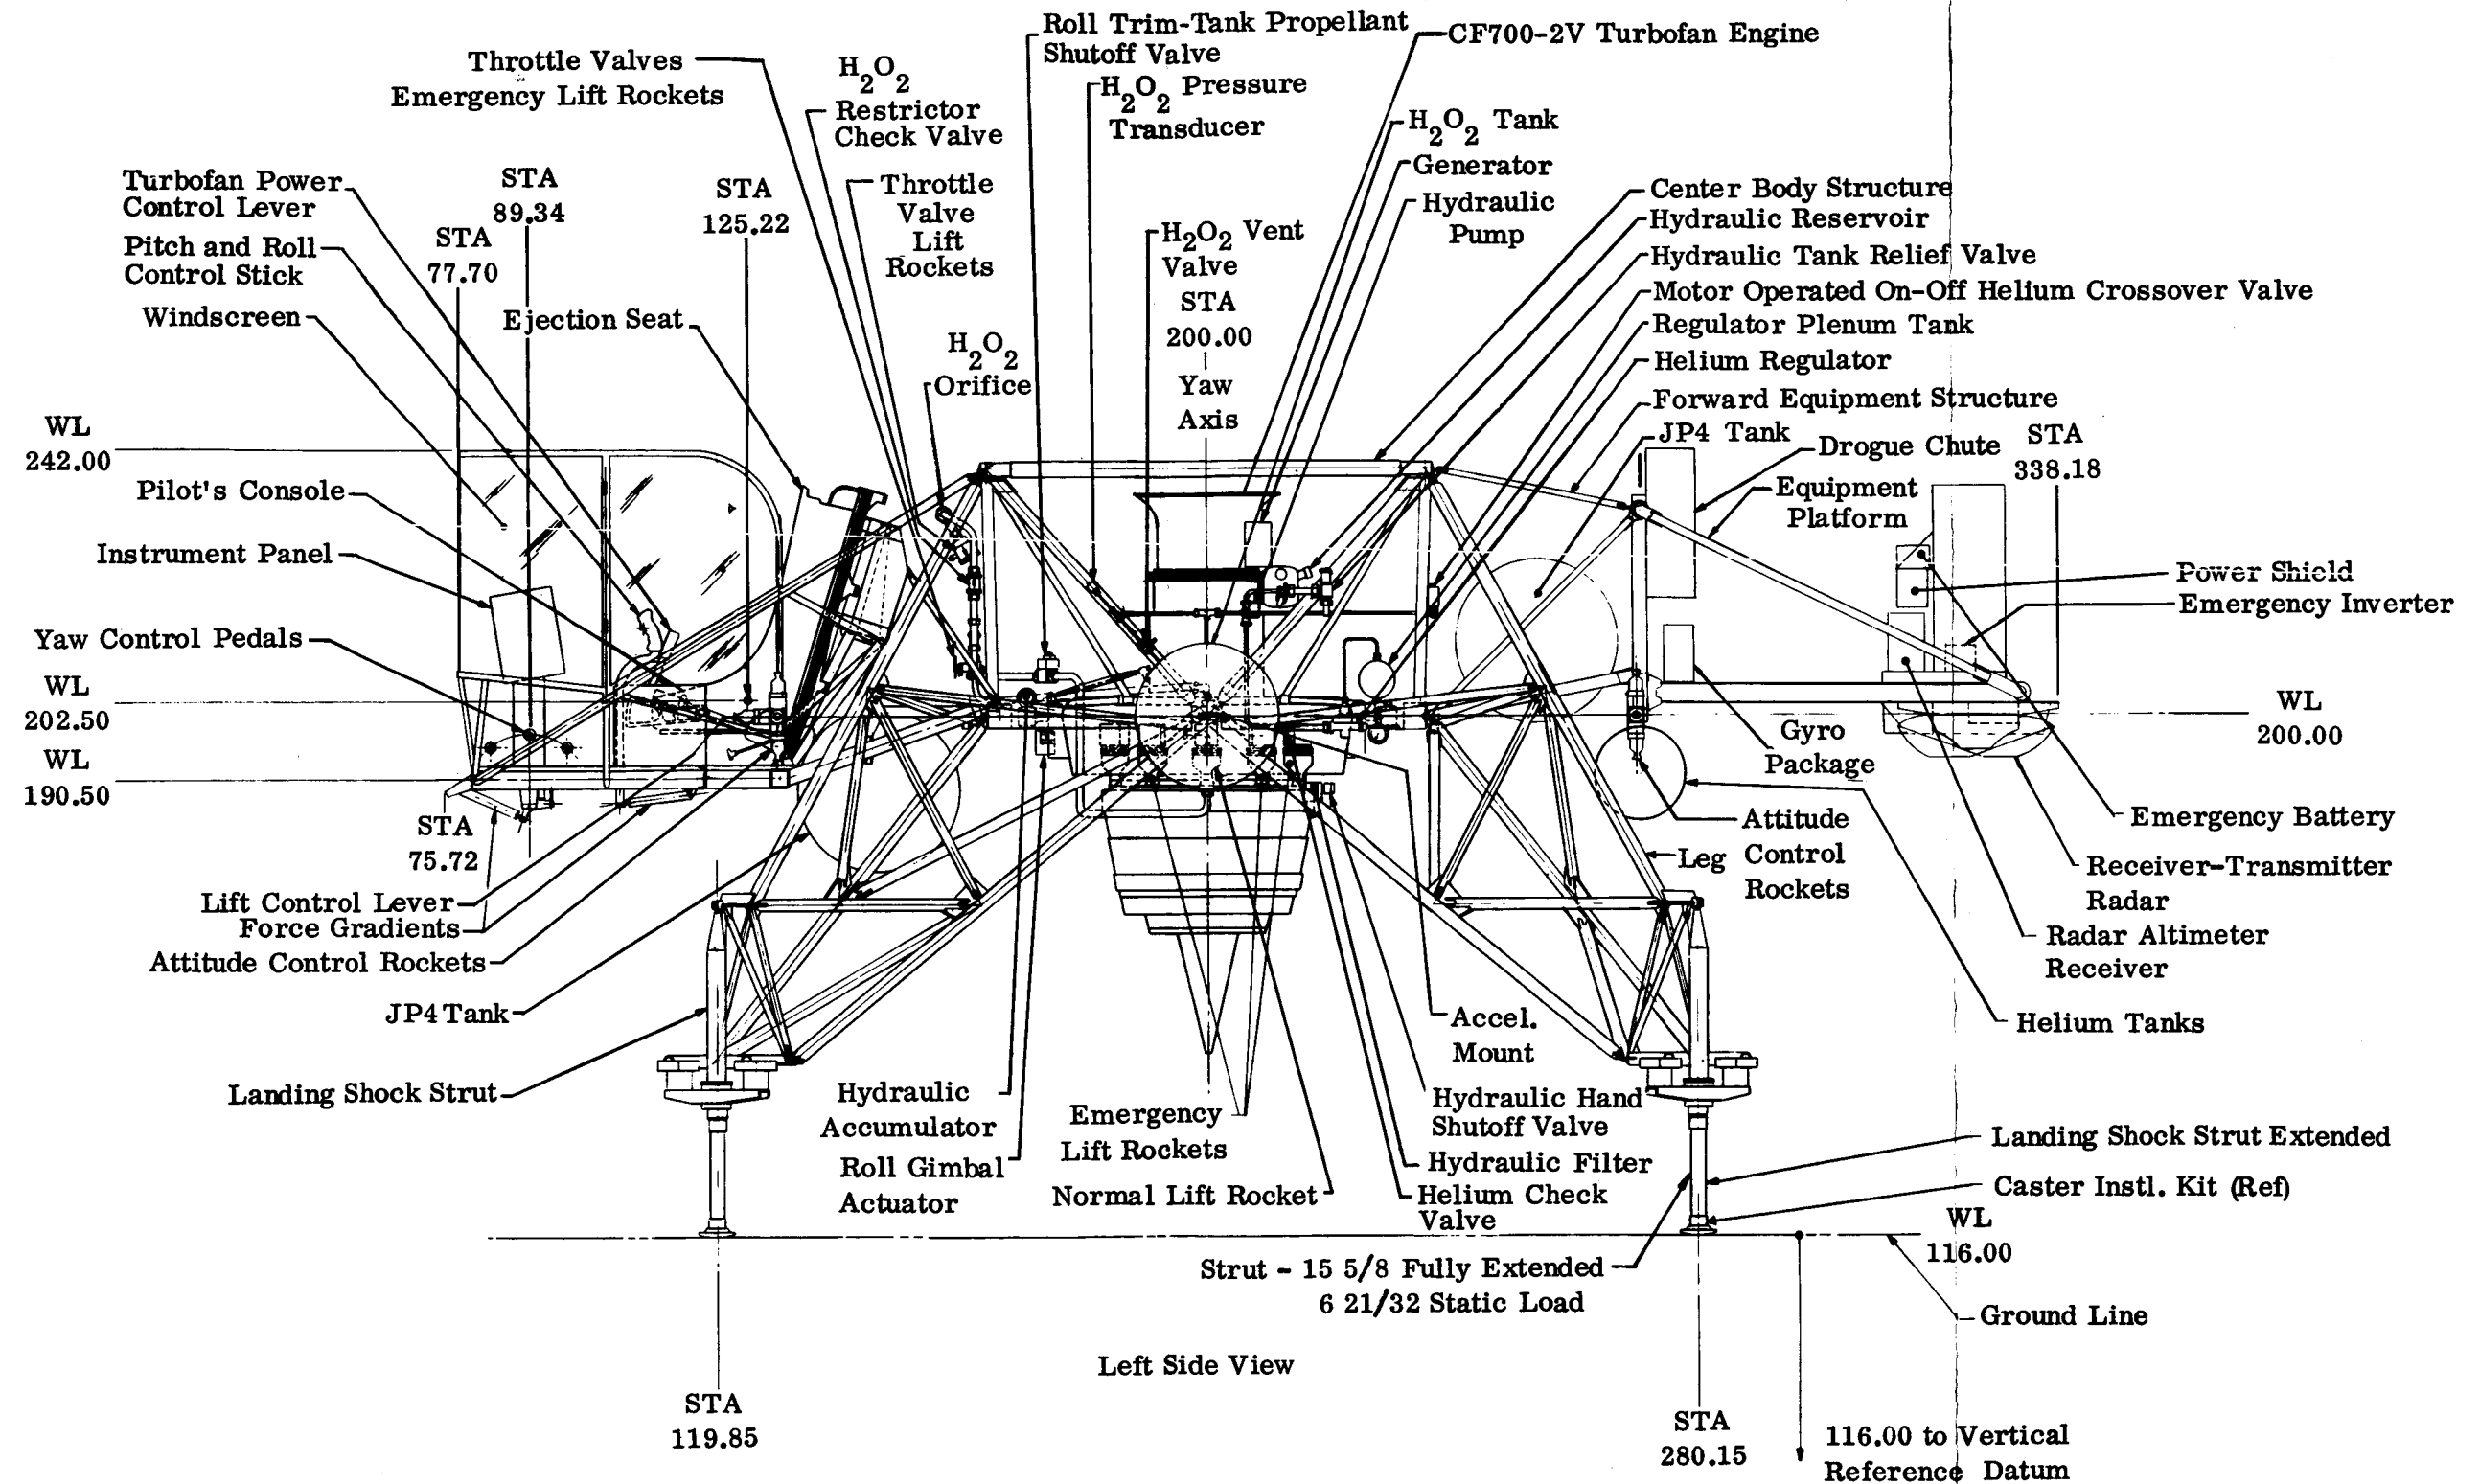 Roll Trim-Tank Propellant
Shutoff Valve
CF700-2V Turbofan Engine
Throttle Valves
Emergency Lift Rockets
H2O2
Restrictor
Check Valve
H2O2 Pressure
Transducer
H2O2 Tank
Generator
Hydraulic
Pump
Turbofan Power
Control Lever
STA
89.34
STA
125.22
Throttle
Valve
Lift
Rockets
Center Body Structure
Hydraulic Reservoir
Pitch and Roll
Control Stick
STA
77.70
H2O2 Vent
Valve
STA
200.00
Yaw
Axis
Hydraulic Tank Relief Valve
Motor Operated On-Off Helium Crossover Valve
Windscreen
Ejection Seat
H2O2
Orifice
Regulator Plenum Tank
Helium Regulator
Forward Equipment Structure
JP4 Tank
Drogue Chute
STA
338.18
WL
242.00
Equipment
Platform
Pilot's Console
Instrument Panel
Power Shield
Emergency Inverter
Yaw Control Pedals
WL
202.50
WL
200.00
WL
190.50
Gyro
Package
STA
75.72
Attitude
Control
Rockets
Leg
Emergency Battery
Receiver-Transmitter
Radar
Lift Control Lever
Force Gradients
Attitude Control Rockets
Radar Altimeter
Receiver
JP4 Tank
Accel.
Mount
Helium Tanks
Landing Shock Strut
Hydraulic
Accumulator
Emergency
Lift Rockets
Hydraulic Hand
Shutoff Valve
Landing Shock Strut Extended
Roll Gimbal
Actuator
Hydraulic Filter
Normal Lift Rocket
Helium Check
Valve
Caster Instl. Kit (Ref)
WL
116.00
Strut - 15 5/8 Fully Extended
6 21/32 Static Load
Ground Line
Left Side View
STA
119.85
STA
280.15
116.00 to Vertical
Reference Datum